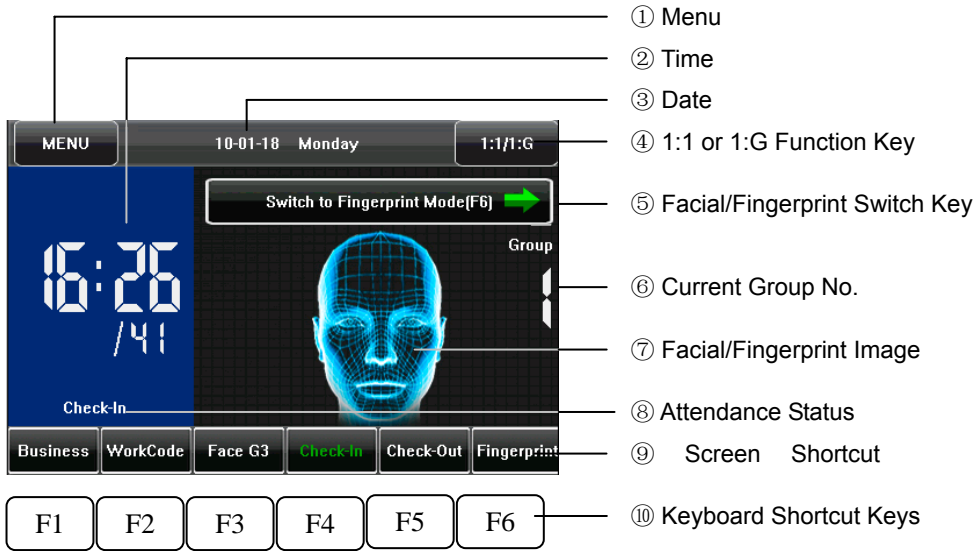 ① Menu
② Time
③ Date
MENU 10-01-18 Monday 1:1/1:G
④ 1:1 or 1:G Function Key
Switch to Fingerprint Mode(F6)
⑤ Facial/Fingerprint Switch Key
Group
16:26
1
⑥ Current Group No.
/41
⑦ Facial/Fingerprint Image
Check-In
⑧ Attendance Status
Business WorkCode Face G3 Check-In Check-Out Fingerprint
⑨ Screen Shortcut
F1 F2 F3 F4 F5 F6
⑩ Keyboard Shortcut Keys